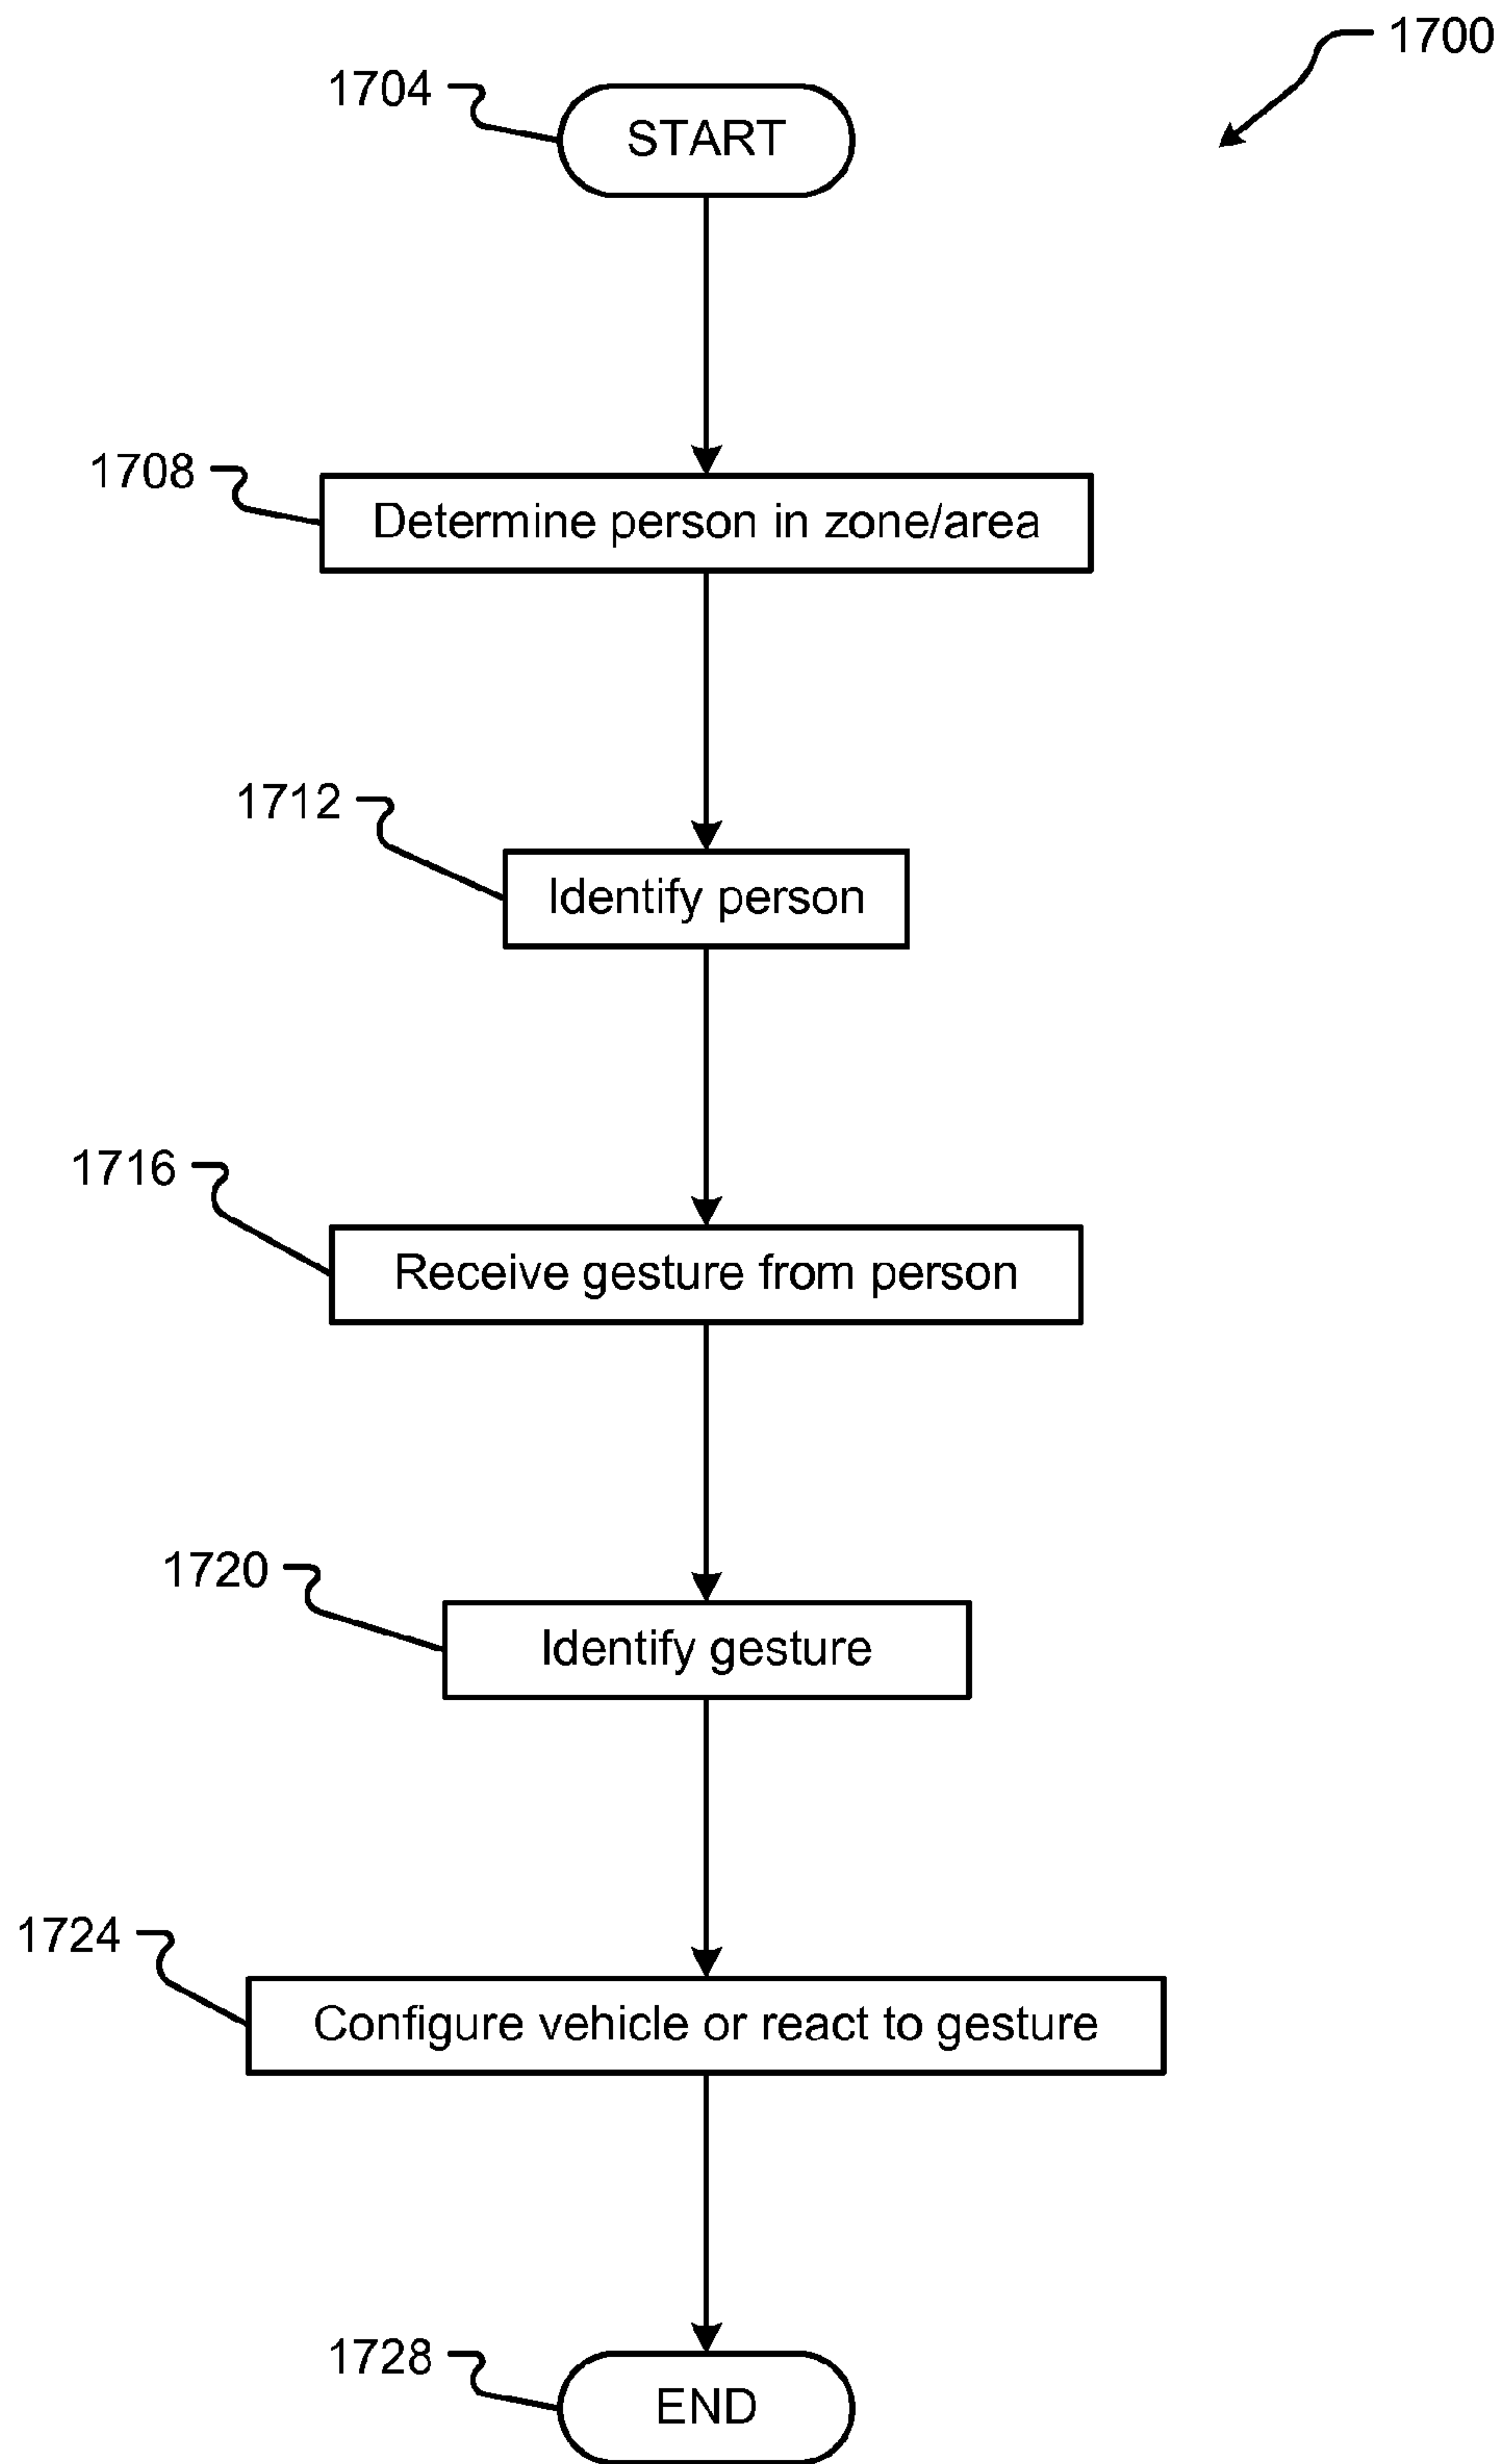 1700
1704
START
1708
Determine person in zone/area
1712
Identify person
1716
Receive gesture from person
1720
Identify gesture
1724
Configure vehicle or react to gesture
1728
END